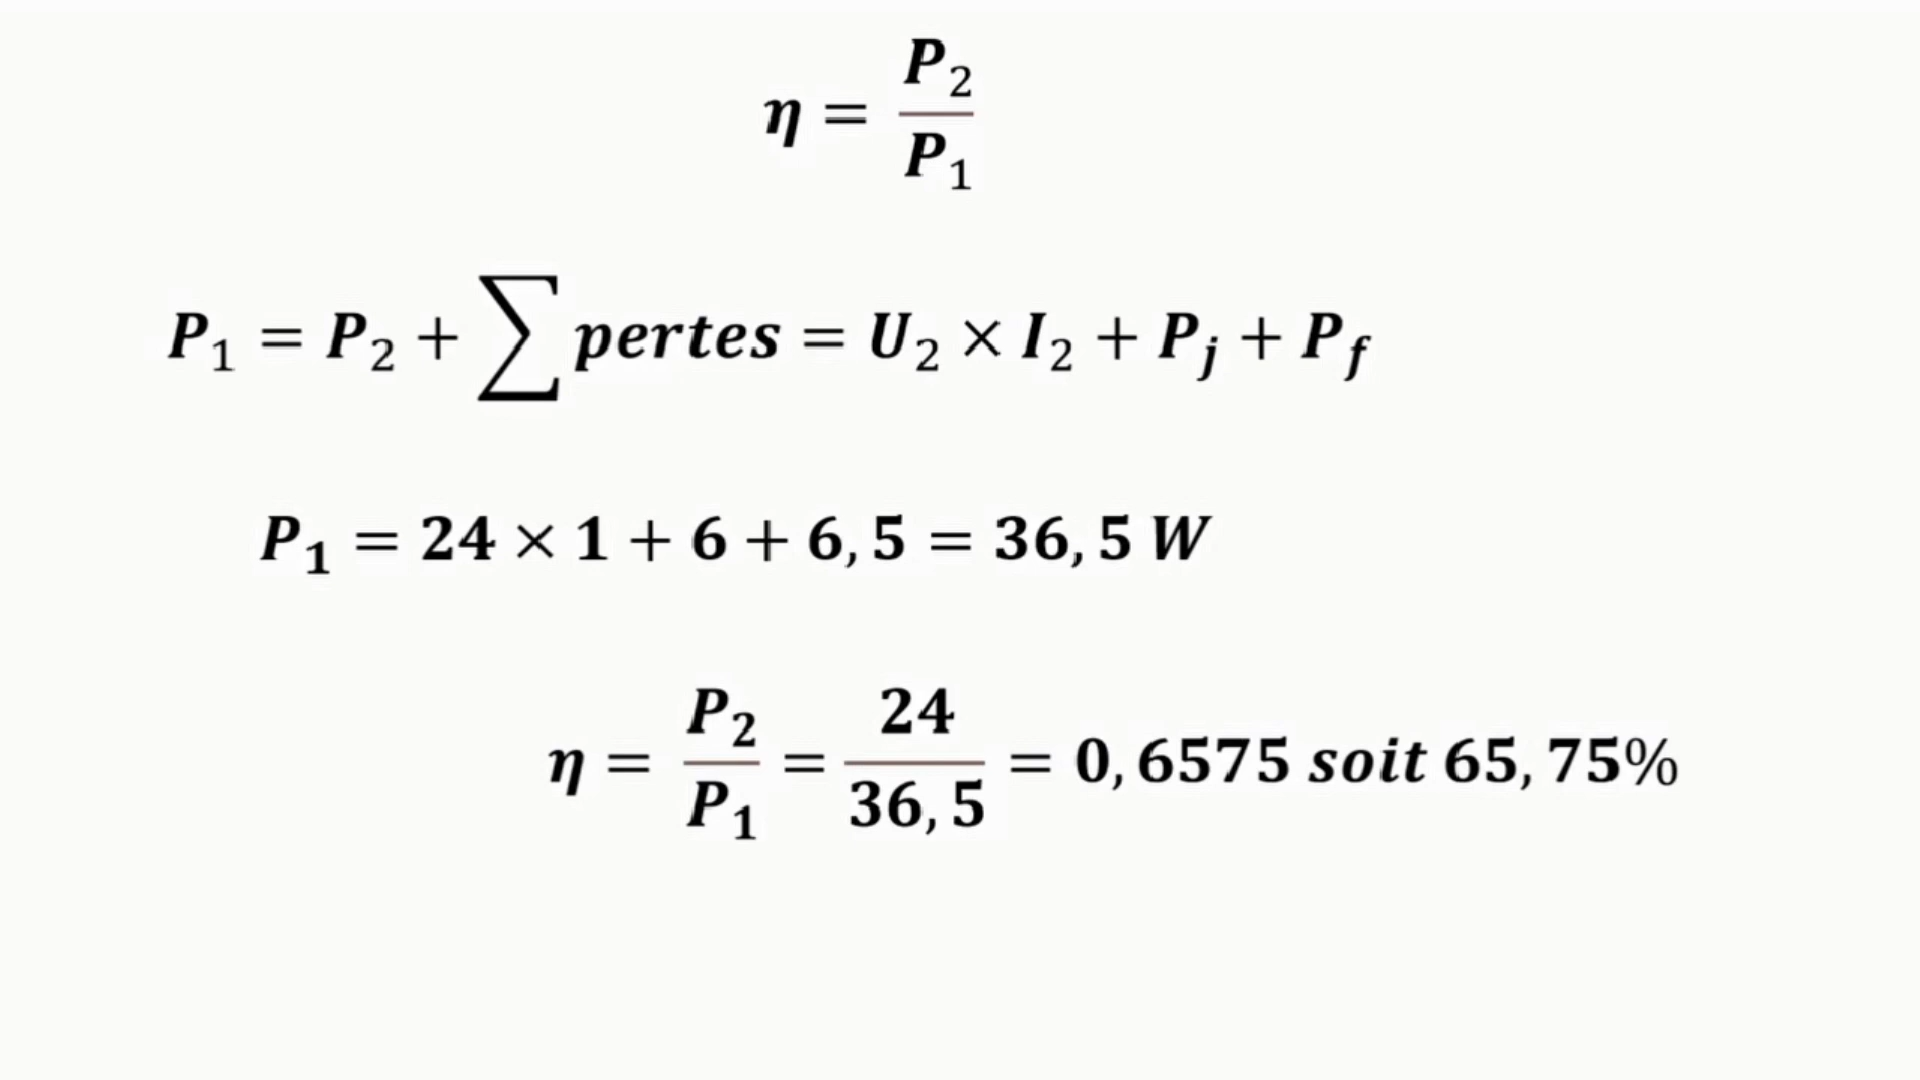 η = P₂ / P₁
P₁ = P₂ + ∑ pertes = U₂ × I₂ + Pⱼ + P_f
P₁ = 24 × 1 + 6 + 6,5 = 36,5 W
η = P₂ / P₁ = 24 / 36,5 = 0,6575 soit 65,75%